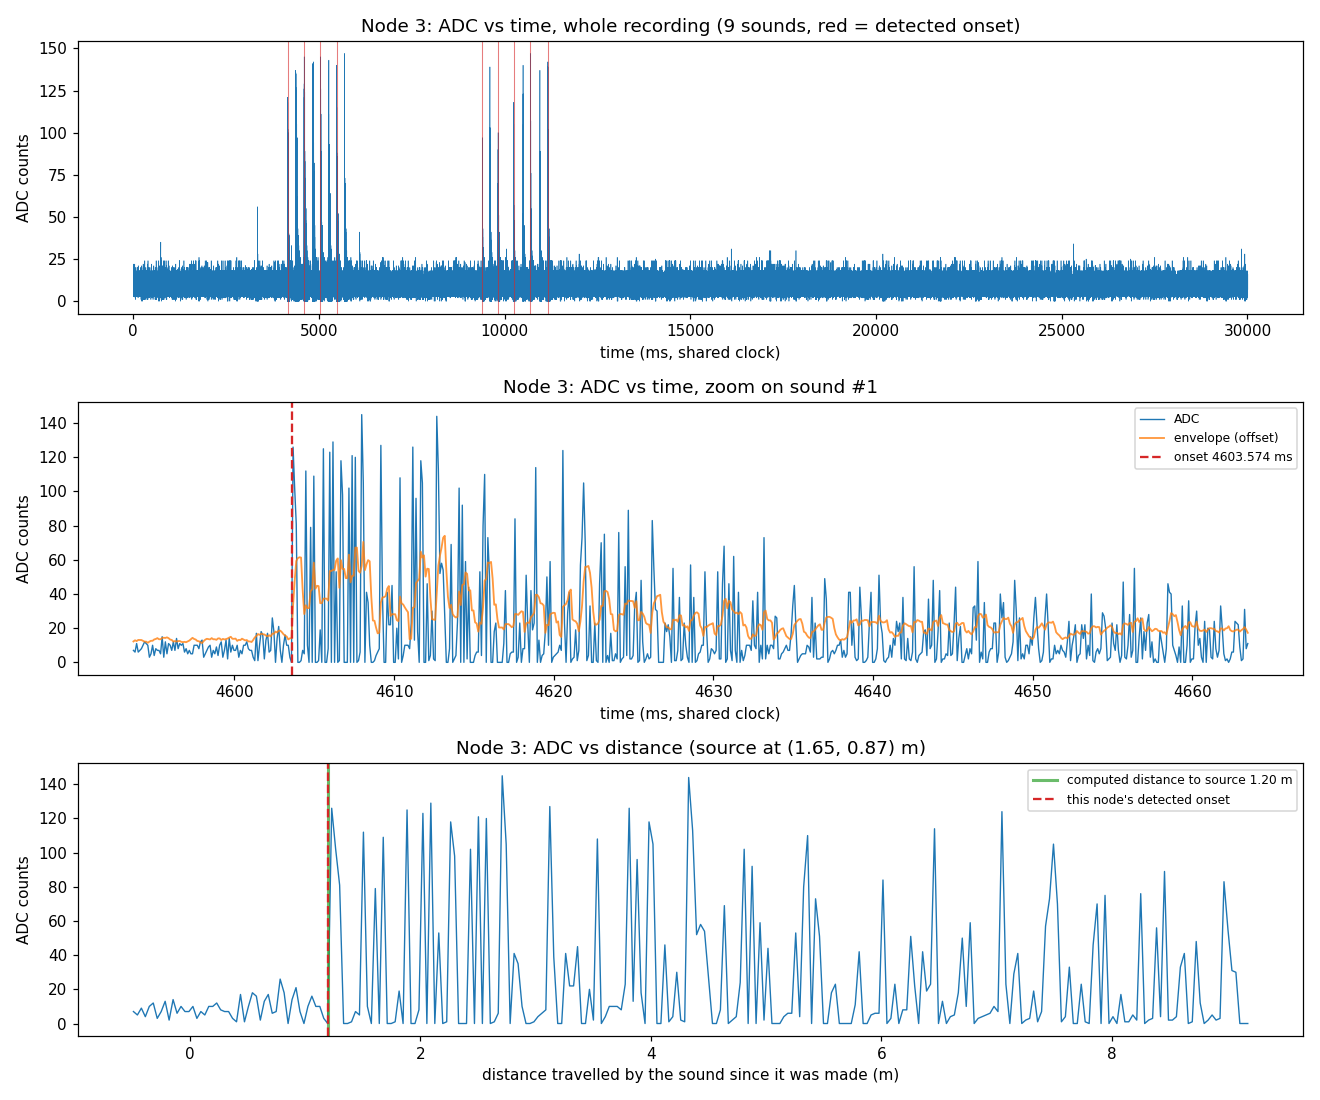 Node 3: ADC vs time, whole recording (9 sounds, red = detected onset)
ADC counts
150
125
100
75
50
25
0
0 5000 10000 15000 20000 25000 30000
time (ms, shared clock)
Node 3: ADC vs time, zoom on sound #1
ADC counts
140
120
100
80
60
40
20
0
ADC
envelope (offset)
onset 4603.574 ms
4600 4610 4620 4630 4640 4650 4660
time (ms, shared clock)
Node 3: ADC vs distance (source at (1.65, 0.87) m)
ADC counts
140
120
100
80
60
40
20
0
computed distance to source 1.20 m
this node's detected onset
0 2 4 6 8
distance travelled by the sound since it was made (m)